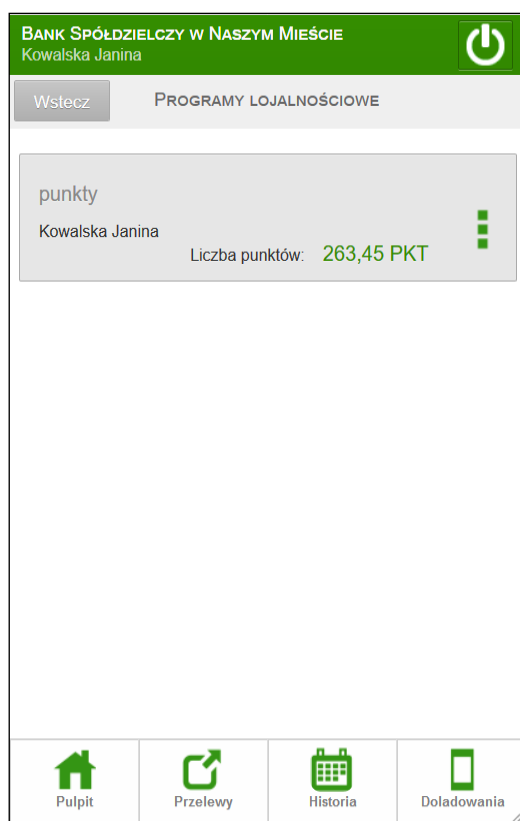 Bank Spółdzielczy w Naszym Mieście
Kowalska Janina
Wstecz
Programy lojalnościowe
punkty
Kowalska Janina
Liczba punktów: 263,45 PKT
Pulpit
Przelewy
Historia
Doladowania